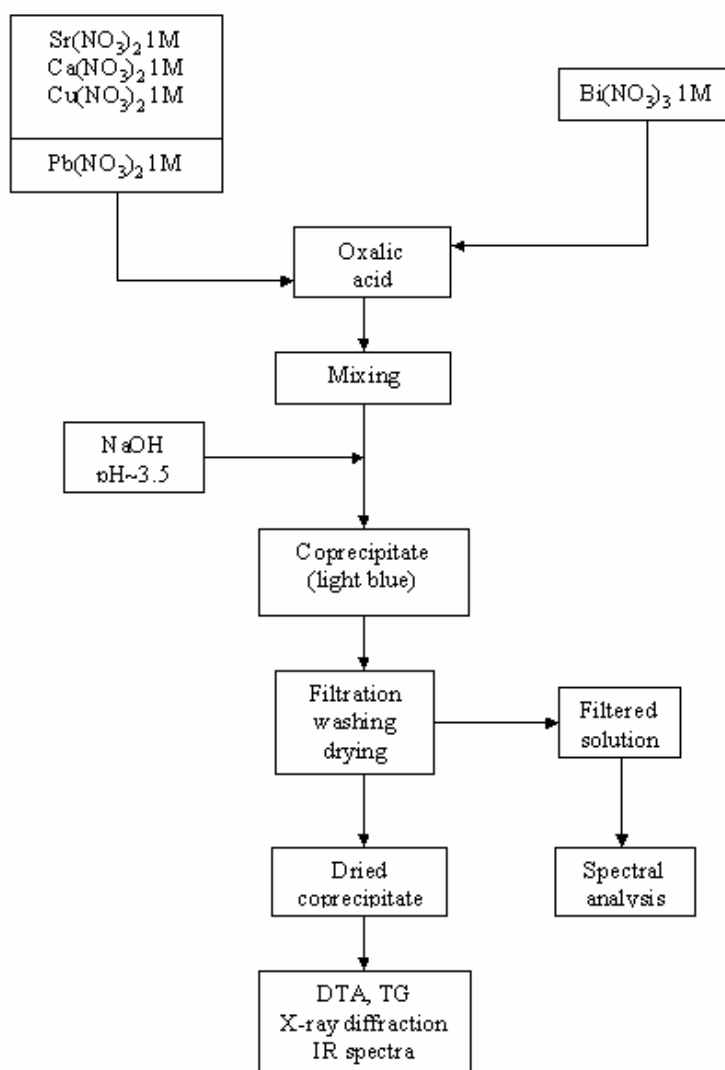 Sr(NO3)2 1M
Ca(NO3)2 1M
Cu(NO3)2 1M
Pb(NO3)2 1M
Bi(NO3)3 1M
Oxalic
acid
Mixing
NaOH
pH~3.5
Coprecipitate
(light blue)
Filtration
washing
drying
Filtered
solution
Dried
coprecipitate
Spectral
analysis
DTA, TG
X-ray diffraction
IR spectra